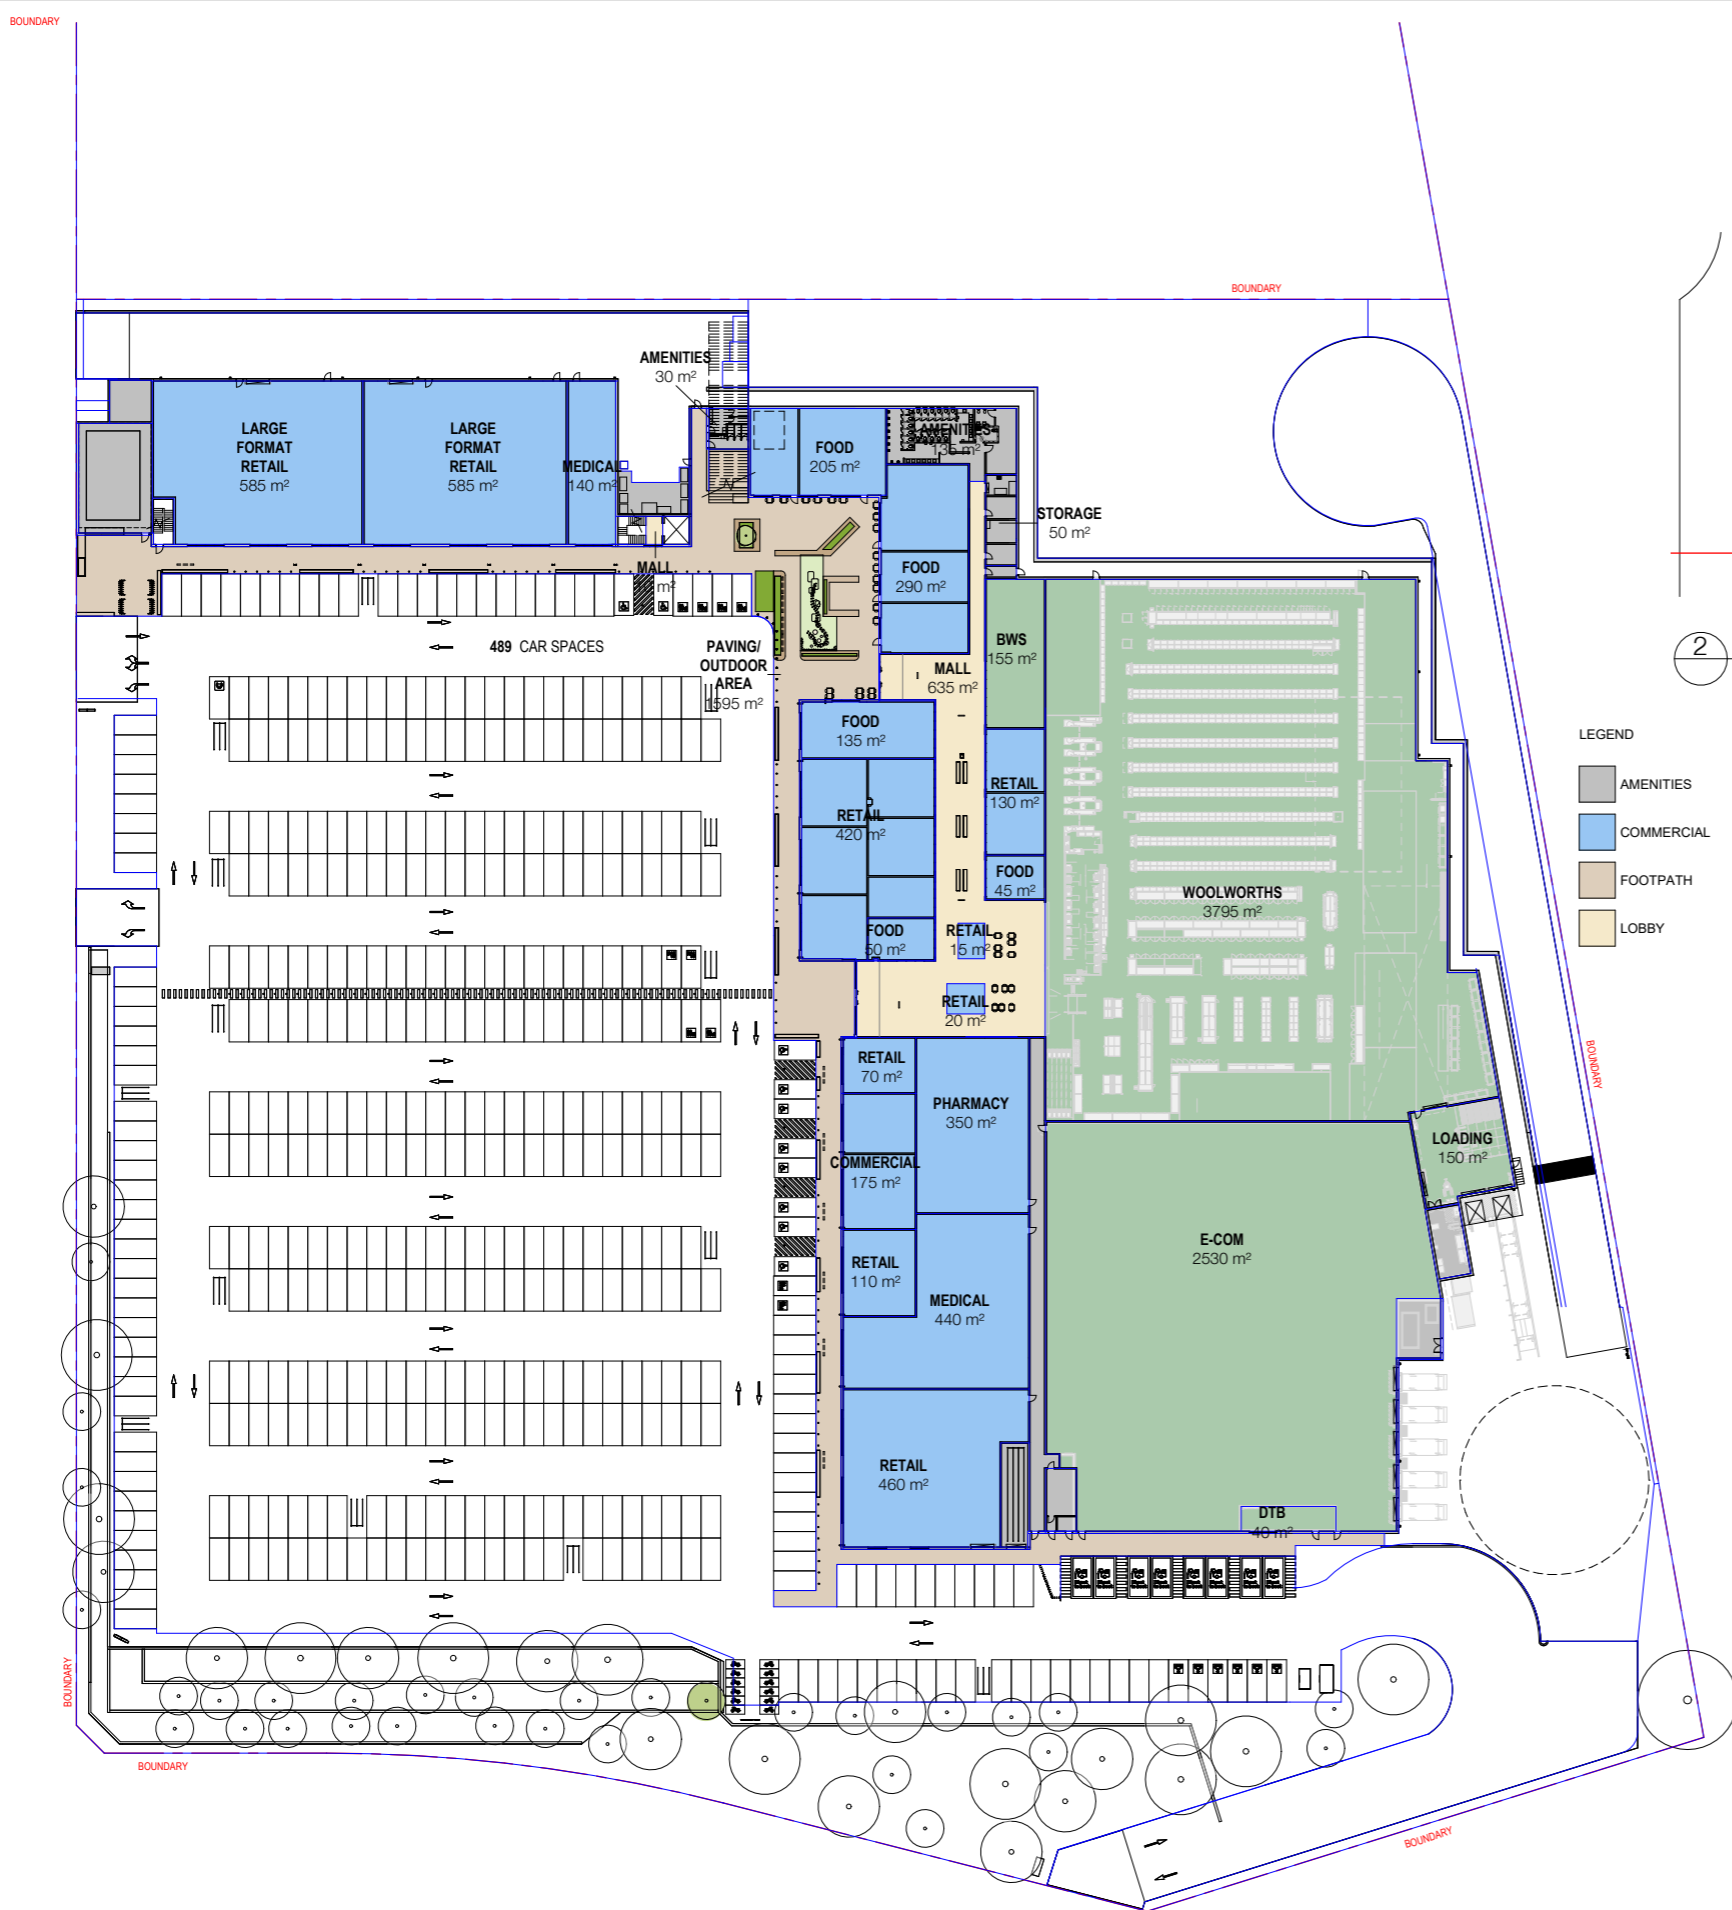 BOUNDARY
BOUNDARY
AMENITIES
30 m²
LARGE
FORMAT
RETAIL
585 m²
LARGE
FORMAT
RETAIL
585 m²
MEDICAL
140 m²
FOOD
205 m²
AMENITIES
135 m²
STORAGE
50 m²
MALL
m²
FOOD
290 m²
489 CAR SPACES
PAVING/
OUTDOOR
AREA
1595 m²
BWS
155 m²
MALL
635 m²
2
FOOD
135 m²
RETAIL
130 m²
RETAIL
420 m²
FOOD
45 m²
WOOLWORTHS
3795 m²
FOOD
50 m²
RETAIL
15 m²
RETAIL
20 m²
LEGEND
AMENITIES
COMMERCIAL
FOOTPATH
LOBBY
RETAIL
70 m²
PHARMACY
350 m²
BOUNDARY
COMMERCIAL
175 m²
LOADING
150 m²
RETAIL
110 m²
MEDICAL
440 m²
E-COM
2530 m²
RETAIL
460 m²
DTB
40 m²
BOUNDARY
BOUNDARY
BOUNDARY